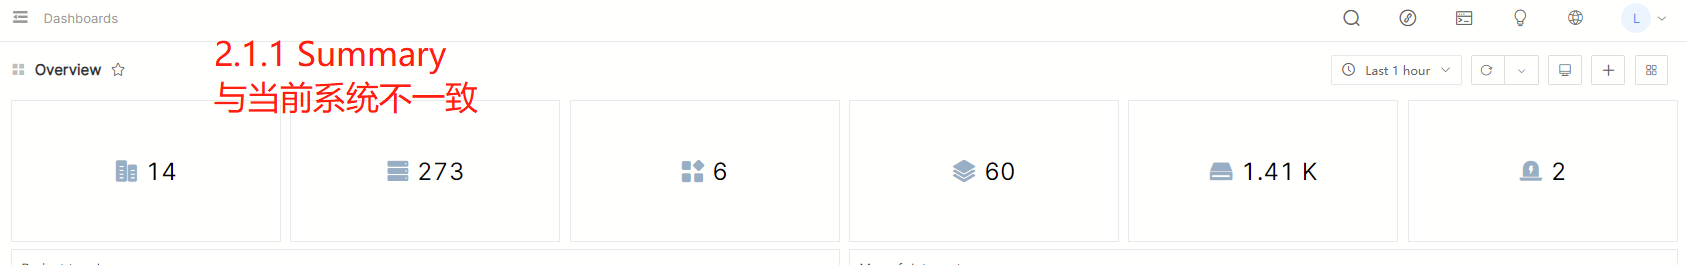 Dashboards
L
2.1.1 Summary
Overview
Last 1 hour
与当前系统不一致
14
273
6
60
1.41 K
2